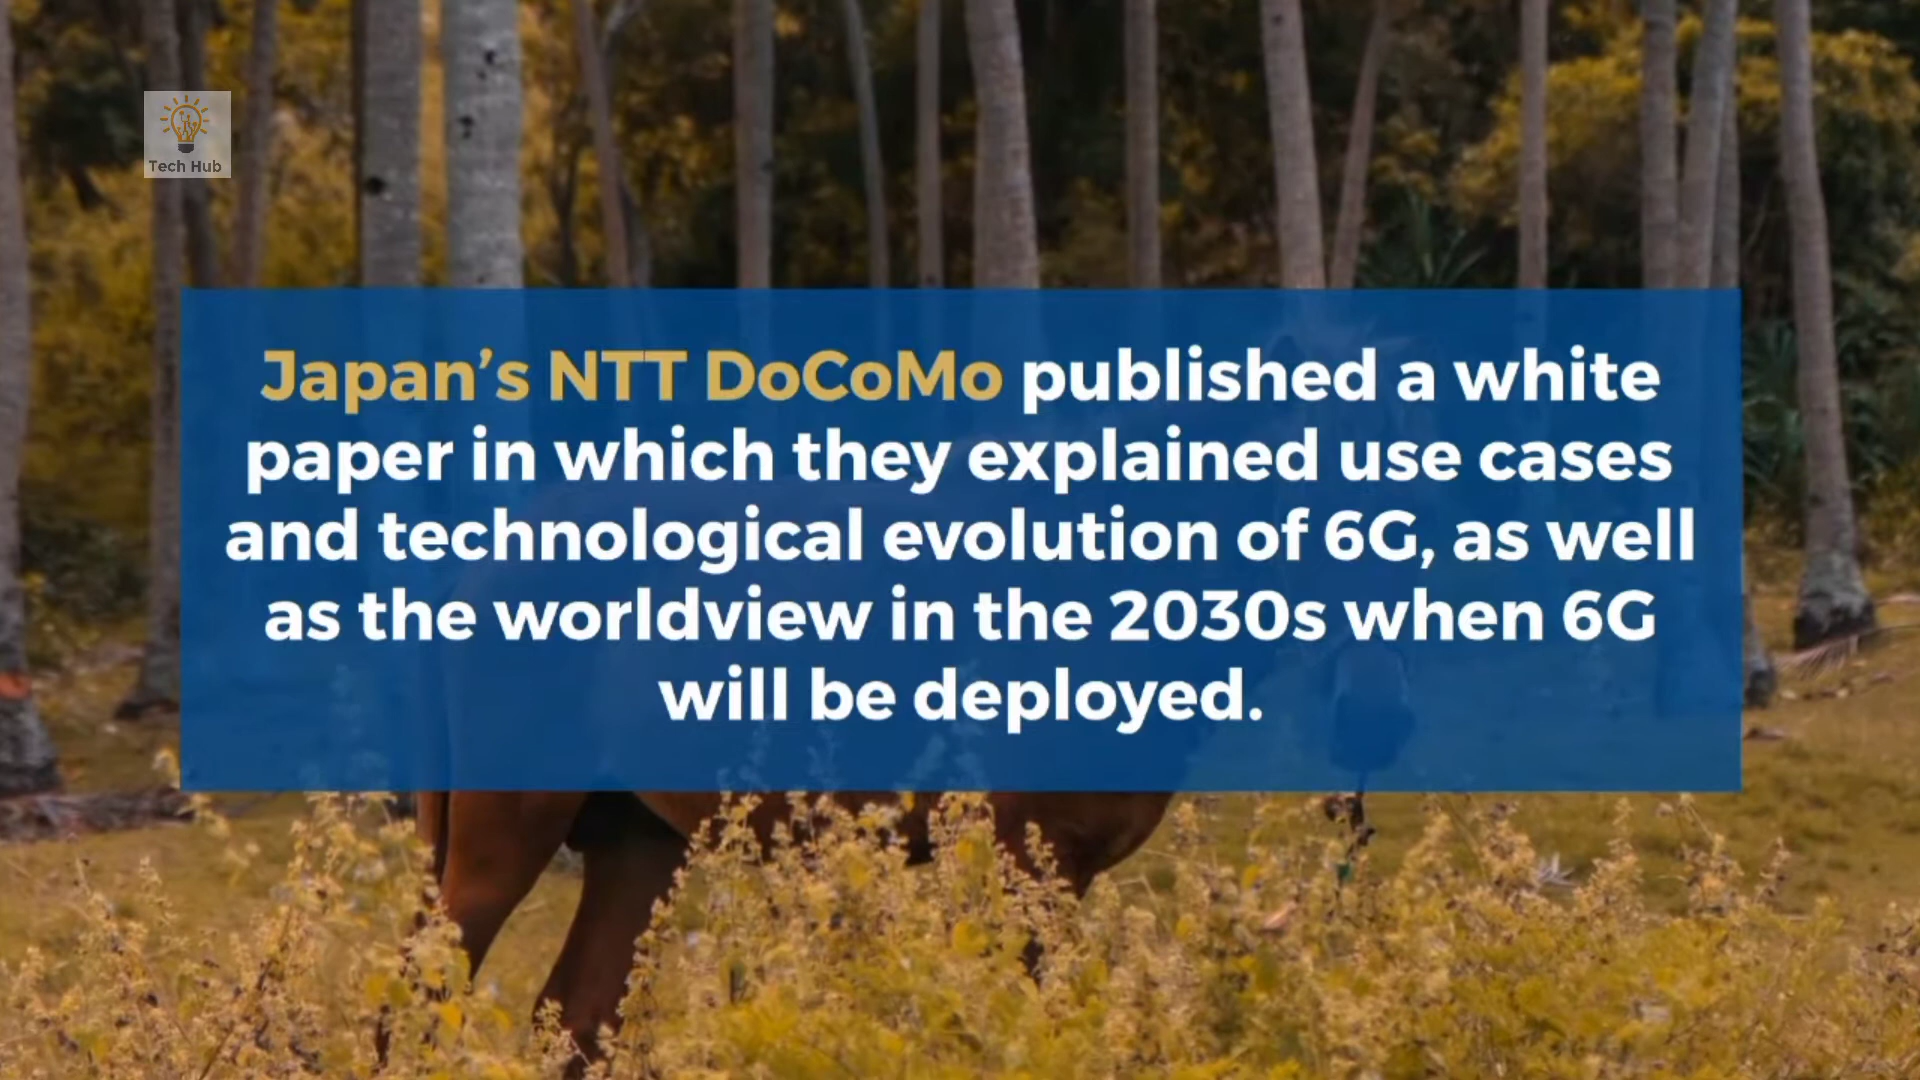 Tech Hub
Japan’s NTT DoCoMo published a white
paper in which they explained use cases
and technological evolution of 6G, as well
as the worldview in the 2030s when 6G
will be deployed.